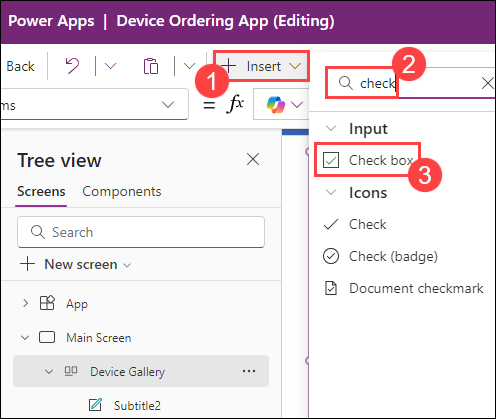 Power Apps | Device Ordering App (Editing)
Back
1
Insert
2
check
ms
= fx
Input
Check box
3
Icons
Check
Check (badge)
Document checkmark
Tree view
Screens
Components
Search
New screen
App
Main Screen
Device Gallery
Subtitle2